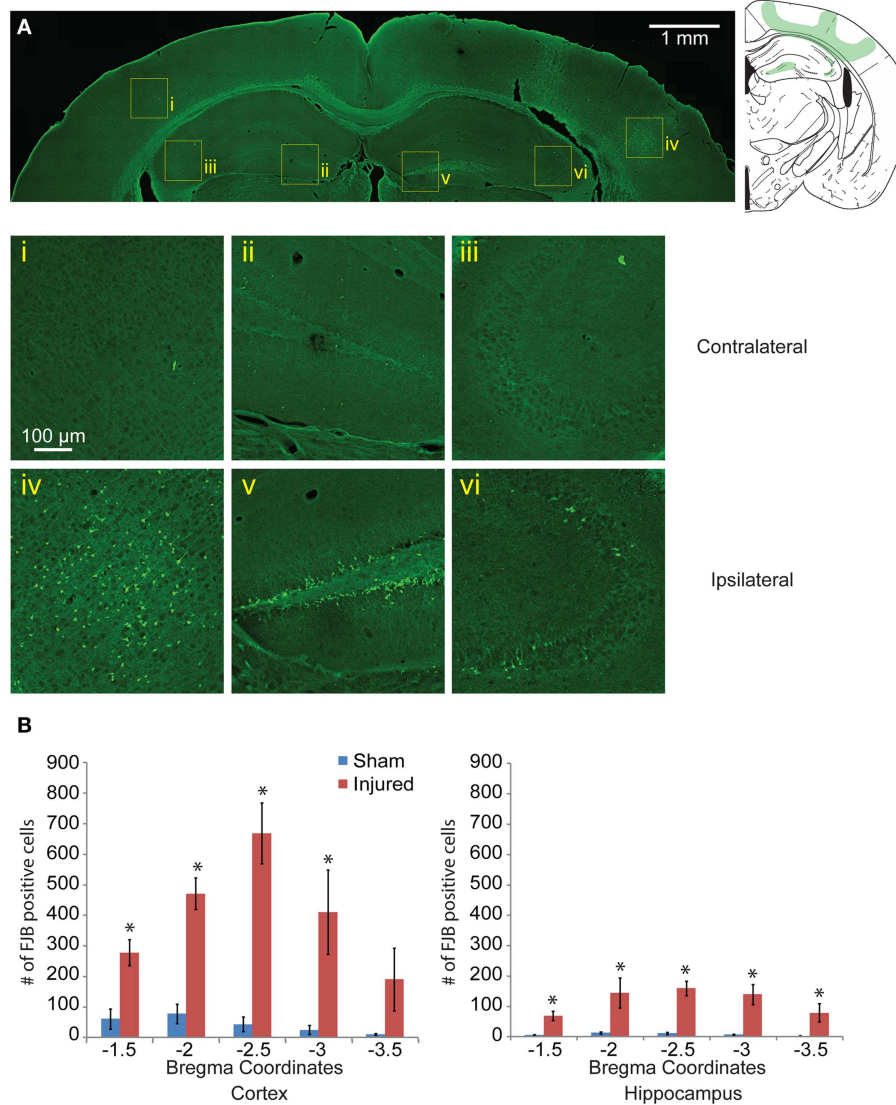 A
1 mm
i
ii
iii
iv
v
vi
i
ii
iii
100 µm
Contralateral
iv
v
vi
Ipsilateral
B
Sham
Injured
# of FJB positive cells
900
800
700
600
500
400
300
200
100
0
*
*
*
*
-1.5
-2
-2.5
-3
-3.5
Bregma Coordinates
Cortex
# of FJB positive cells
900
800
700
600
500
400
300
200
100
0
*
*
*
*
*
-1.5
-2
-2.5
-3
-3.5
Bregma Coordinates
Hippocampus